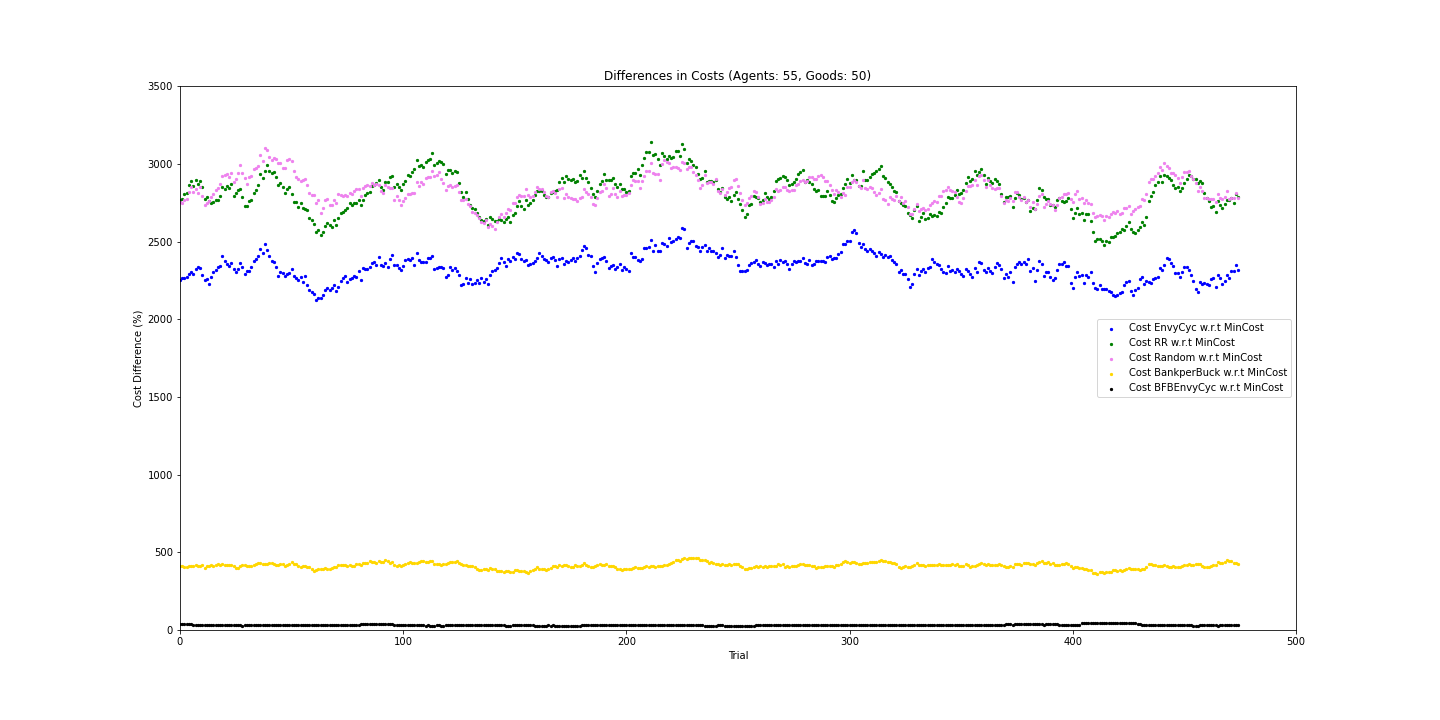 Differences in Costs (Agents: 55, Goods: 50)
3500
3000
2500
2000
1500
1000
500
0
Cost Difference (%)
Cost EnvyCyc w.r.t MinCost
Cost RR w.r.t MinCost
Cost Random w.r.t MinCost
Cost BankperBuck w.r.t MinCost
Cost BFBEnvyCyc w.r.t MinCost
0 100 200 300 400 500
Trial